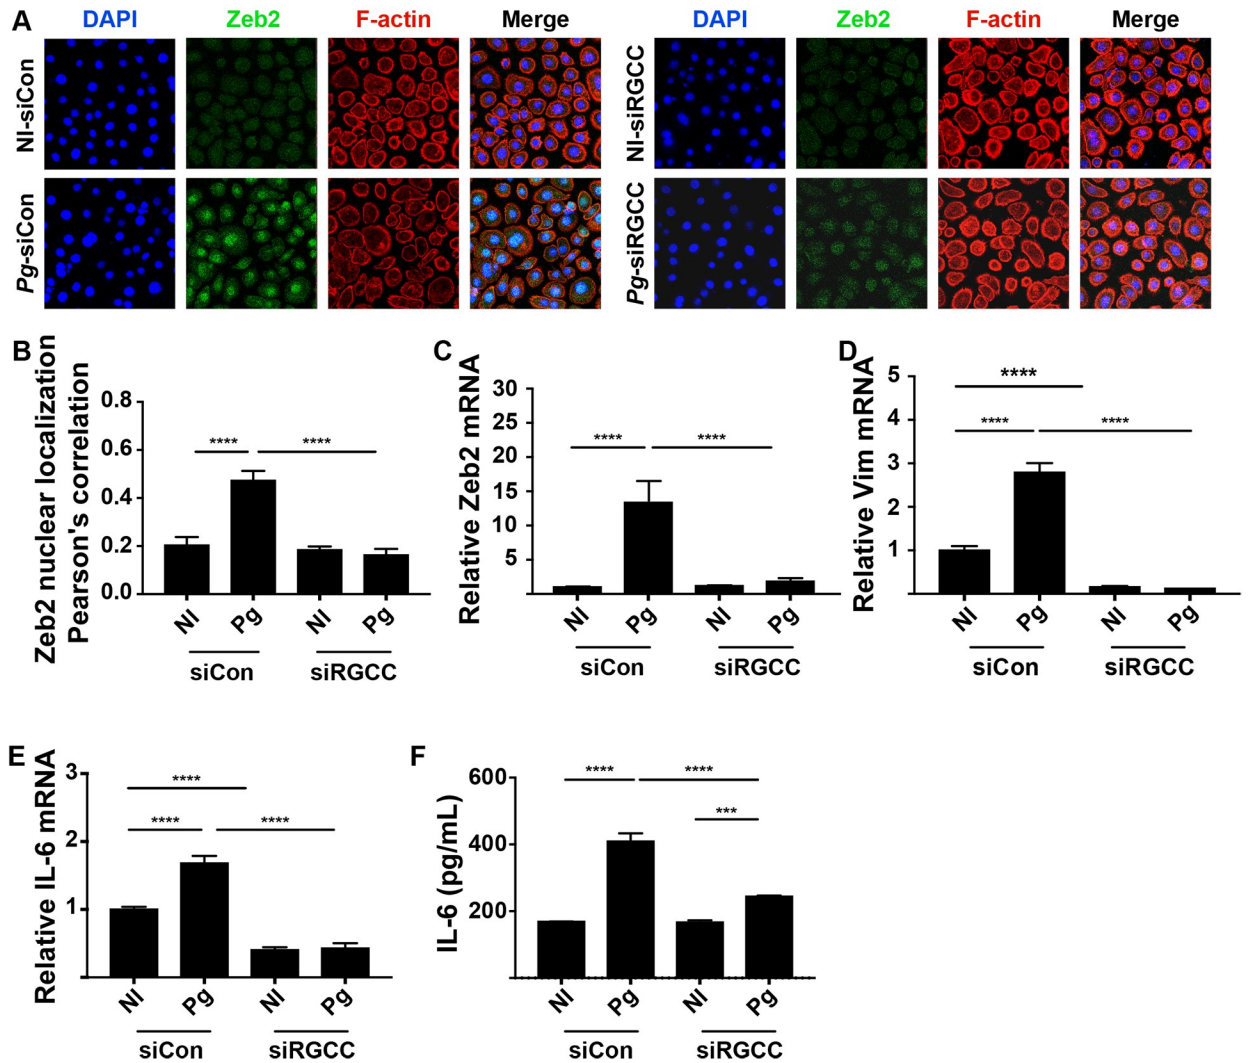 A
DAPI Zeb2 F-actin Merge
DAPI Zeb2 F-actin Merge
NI-siCon
Pg-siCon
NI-siRGCC
Pg-siRGCC
B
Zeb2 nuclear localization
Pearson's correlation
0.8
0.6
0.4
0.2
0.0
**** ****
NI Pg NI Pg
siCon siRGCC
C
Relative Zeb2 mRNA
30
25
20
15
10
5
**** ****
NI Pg NI Pg
siCon siRGCC
D
Relative Vim mRNA
5
4
3
2
1
****
**** ****
NI Pg NI Pg
siCon siRGCC
E
Relative IL-6 mRNA
3
2
1
****
**** ****
NI Pg NI Pg
siCon siRGCC
F
IL-6 (pg/mL)
600
400
200
**** ****
***
NI Pg NI Pg
siCon siRGCC